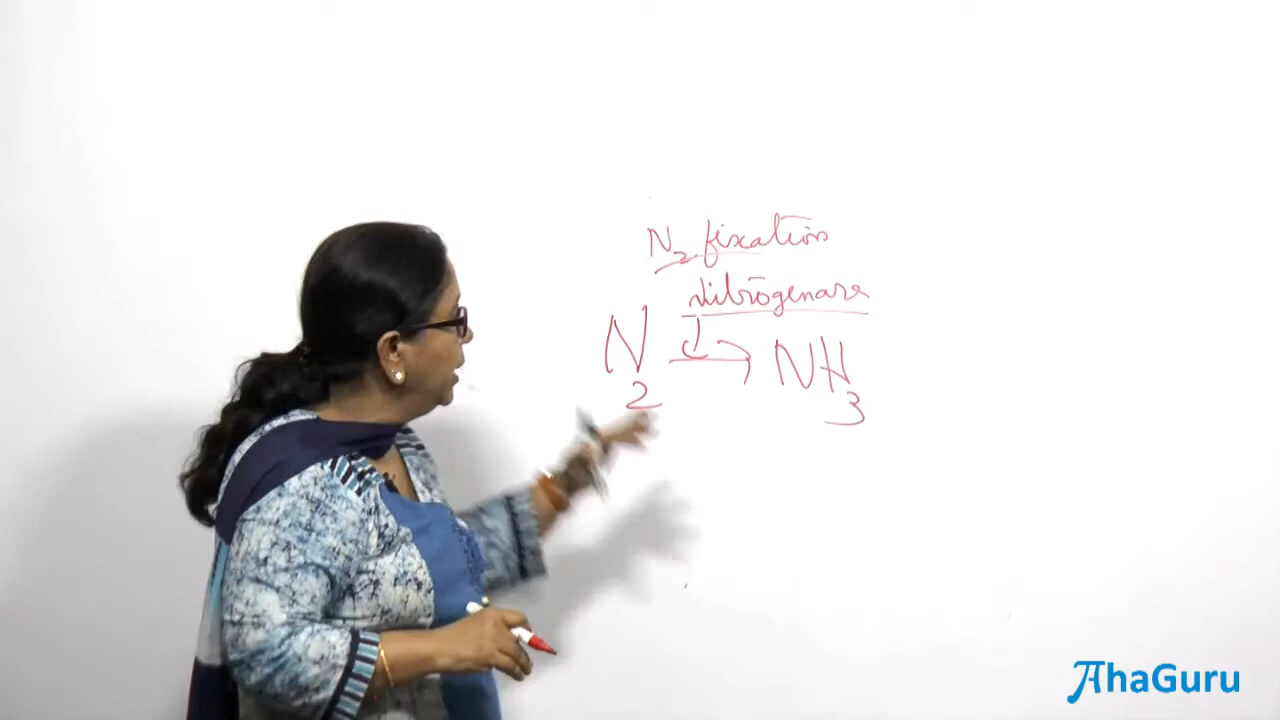 N2 fixation
Nitrogenase
N2 → NH3
AhaGuru